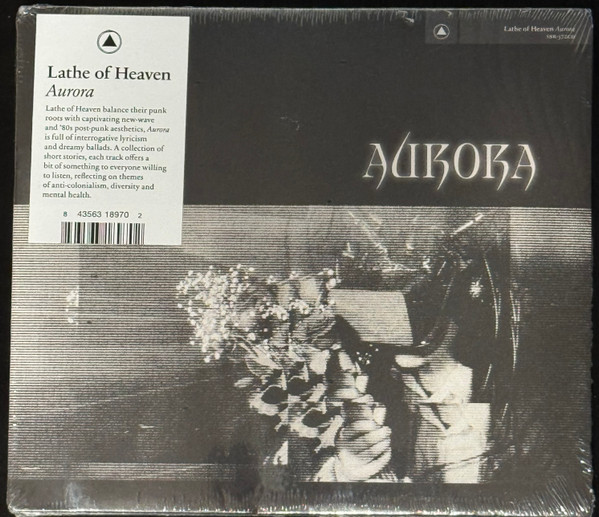 Lathe of Heaven
Aurora
Lathe of Heaven balance their punk
roots with captivating new-wave
and '80s post-punk aesthetics, Aurora
is full of interrogative lyricism
and dreamy ballads. A collection of
short stories, each track offers a
bit of something to everyone willing
to listen, reflecting on themes
of anti-colonialism, diversity and
mental health.
8 43563 18970 2
Lathe of Heaven Aurora
AURORA